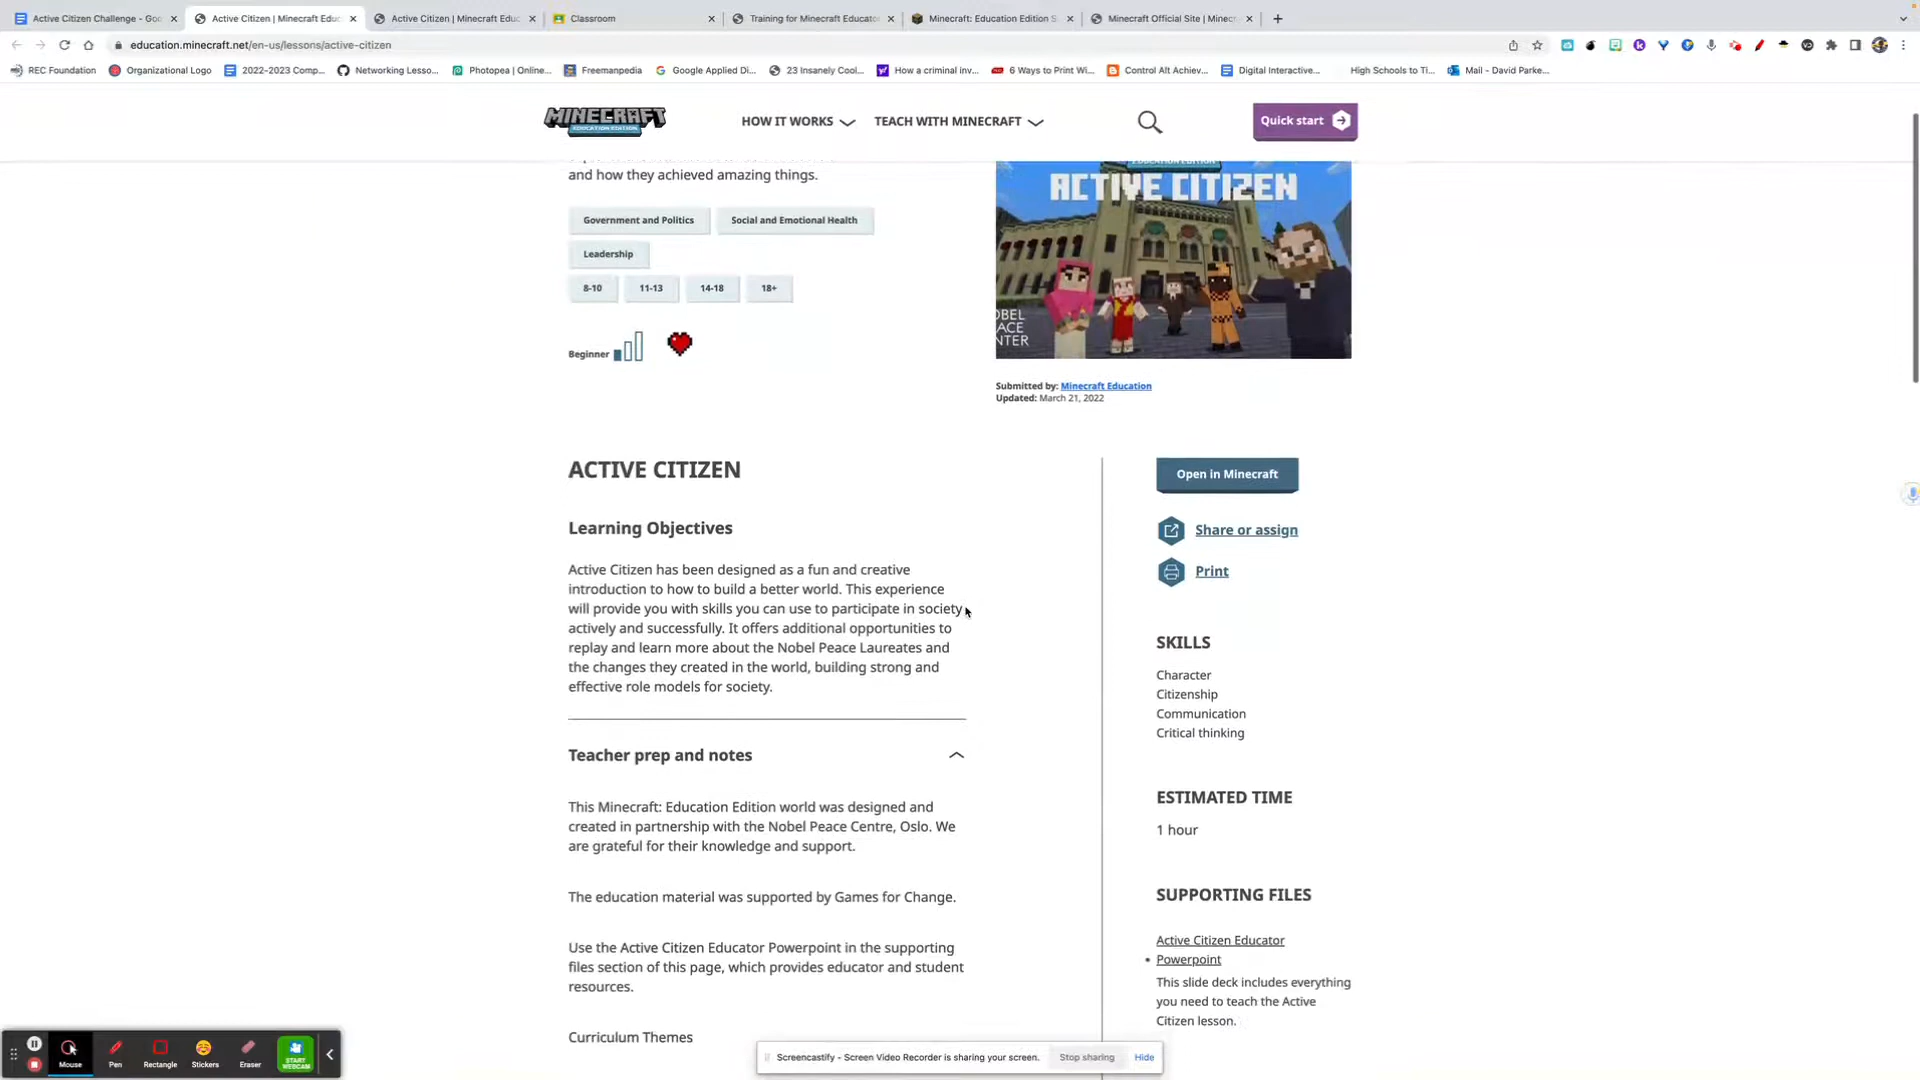 Active Citizen Challenge - Goo
Active Citizen | Minecraft Educ
Active Citizen | Minecraft Educ
Classroom
Training for Minecraft Educato
Minecraft: Education Edition S
Minecraft Official Site | Minecr
education.minecraft.net/en-us/lessons/active-citizen
REC Foundation
Organizational Logo
2022-2023 Comp...
Networking Lesso...
Photopea | Online...
Freemanpedia
Google Applied Di...
23 Insanely Cool...
How a criminal inv...
6 Ways to Print Wi...
Control Alt Achiev...
Digital Interactive...
High Schools to Ti...
Mail - David Parke...
MINECRAFT
EDUCATION EDITION
HOW IT WORKS
TEACH WITH MINECRAFT
Quick start
and how they achieved amazing things.
Government and Politics
Social and Emotional Health
Leadership
8-10
11-13
14-18
18+
Beginner
ACTIVE CITIZEN
Submitted by: Minecraft Education
Updated: March 21, 2022
ACTIVE CITIZEN
Learning Objectives
Active Citizen has been designed as a fun and creative
introduction to how to build a better world. This experience
will provide you with skills you can use to participate in society
actively and successfully. It offers additional opportunities to
replay and learn more about the Nobel Peace Laureates and
the changes they created in the world, building strong and
effective role models for society.
Teacher prep and notes
This Minecraft: Education Edition world was designed and
created in partnership with the Nobel Peace Centre, Oslo. We
are grateful for their knowledge and support.
The education material was supported by Games for Change.
Use the Active Citizen Educator Powerpoint in the supporting
files section of this page, which provides educator and student
resources.
Curriculum Themes
Open in Minecraft
Share or assign
Print
SKILLS
Character
Citizenship
Communication
Critical thinking
ESTIMATED TIME
1 hour
SUPPORTING FILES
Active Citizen Educator
Powerpoint
This slide deck includes everything
you need to teach the Active
Citizen lesson.
Mouse
Pen
Rectangle
Stickers
Eraser
START
WEBCAM
Screencastify - Screen Video Recorder is sharing your screen.
Stop sharing
Hide